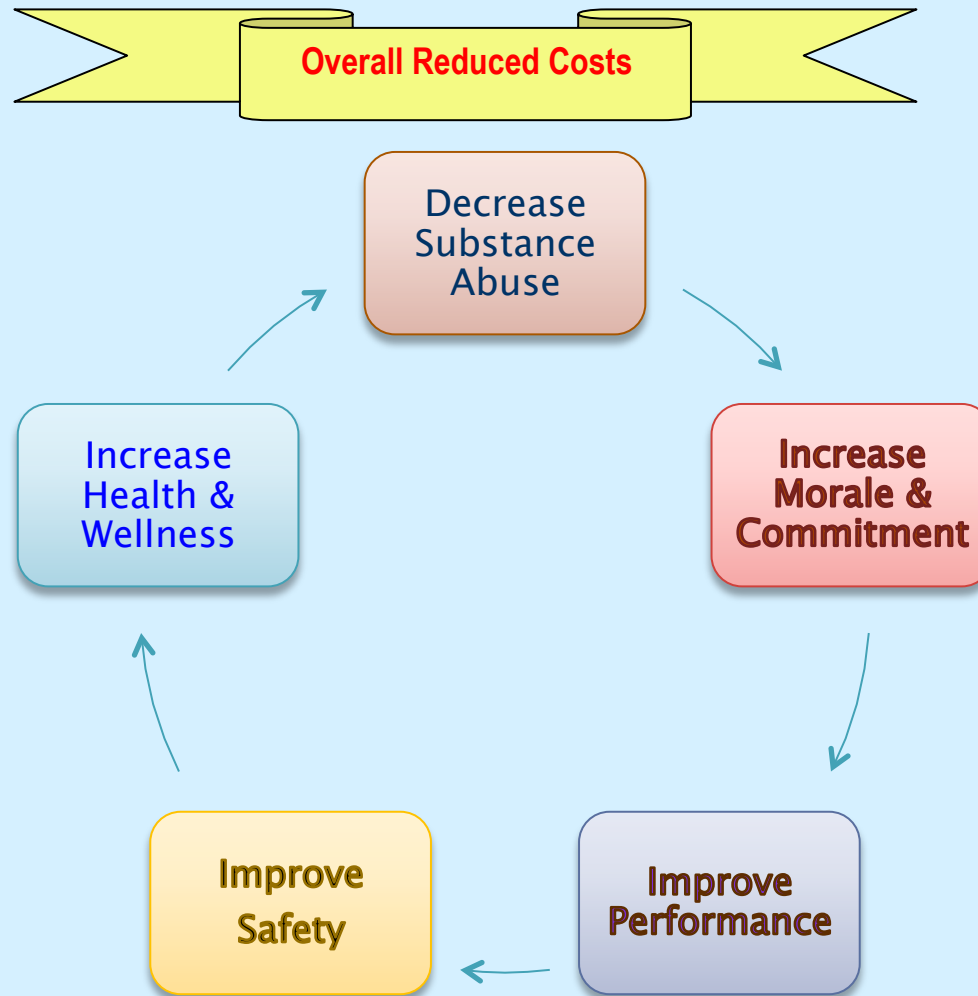 Overall Reduced Costs
Decrease
Substance
Abuse
Increase
Morale &
Commitment
Improve
Performance
Improve
Safety
Increase
Health &
Wellness